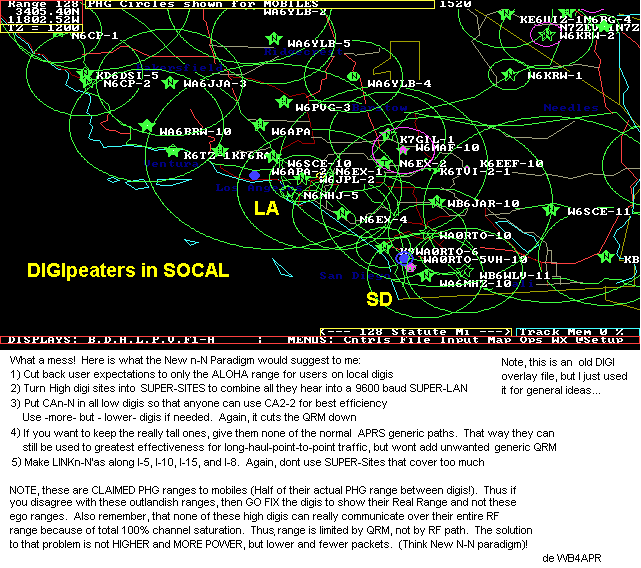 Range 128 PHG Circles shown for MOBILES 1520
3405.40N
11802.52W
TZ = 1200
N6CP-1
WA6YLB-2
KE6UIZ-1
N6PG-4
W6KRW-2
WA6YLB-5
KD6DSI-5
N6CP-2
WA6JJA-3
WA6YLB-4
W6KRW-1
W6PVG-3
Needles
WA6BRW-10
W6APA
K7GIL-1
W6MAF-10
Ventura
W6SCE-10
N6EX-1
N6EX-2
K6EEF-10
K6TUI-2-1
W6JPL-2
Los Angeles
N6NHJ-5
WB6JAR-10
W6SCE-11
LA
N6EX-4
WA0RTO-10
WA0RTO-6
WA0RTO-5VH-10
KB
DIGIpeaters in SOCAL
San Di
WB6WLV-11
WA6MHZ-10
SD
<--- 128 Statute Mi ---> Track Mem 0 %
DISPLAYS: B.D.A.L.P.V.F1-H : MENUS: Cntrls File Input Map Ops WX @Setup
What a mess! Here is what the New n-N Paradigm would suggest to me:
1) Cut back user expectations to only the ALOHA range for users on local digis
2) Turn High digi sites into SUPER-SITES to combine all they hear into a 9600 baud SUPER-LAN
3) Put CAn-N in all low digis so that anyone can use CA2-2 for best efficiency
Use -more- but - lower- digis if needed. Again, it cuts the QRM down
4) If you want to keep the really tall ones, give them none of the normal APRS generic paths. That way they can
still be used to greatest effectiveness for long-haul-point-to-point traffic, but wont add unwanted generic QRM
5) Make LINKn-N'as along I-5, I-10, I-15, and I-8. Again, dont use SUPER-Sites that cover too much
Note, this is an old DIGI
overlay file, but I just used
it for general ideas...
NOTE, these are CLAIMED PHG ranges to mobiles (Half of their actual PHG range between digis!). Thus if
you disagree with these outlandish ranges, then GO FIX the digis to show their Real Range and not these
ego ranges. Also remember, that none of these high digis can really communicate over their entire RF
range because of total 100% channel saturation. Thus, range is limited by QRM, not by RF path. The solution
to that problem is not HIGHER and MORE POWER, but lower and fewer packets. (Think New N-N paradigm)!
de WB4APR